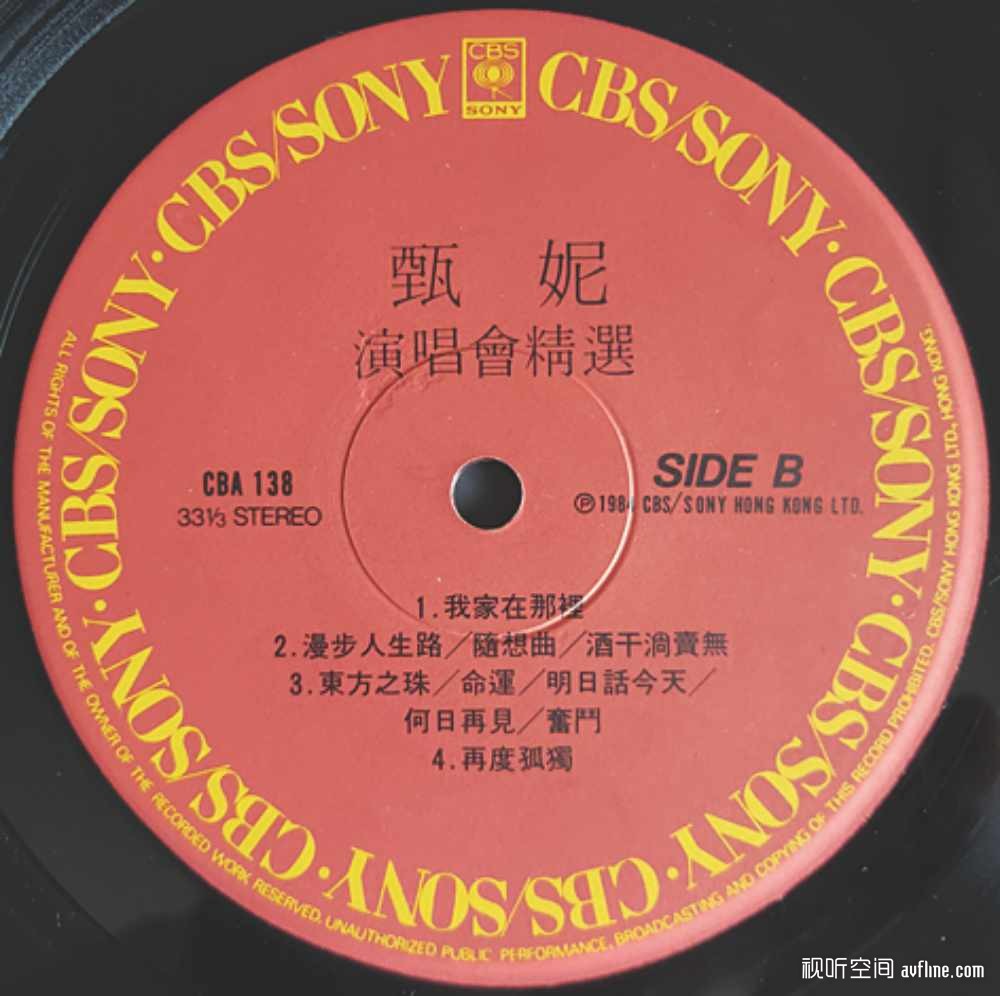 CBS
SONY
CBS/SONY · CBS/SONY · CBS/SONY · CBS/SONY · CBS/SONY · CBS/SONY · CBS/SONY · CBS/SONY · CBS/SONY · CBS/SONY
甄妮
演唱會精選
CBA 138
33⅓ STEREO
SIDE B
℗ 1984 CBS/SONY HONG KONG LTD.
1.我家在那裡
2.漫步人生路／隨想曲／酒干淌賣無
3.東方之珠／命運／明日話今天／
何日再見／奮鬥
4.再度孤獨
ALL RIGHTS OF THE MANUFACTURER AND OF THE OWNER OF THE RECORDED WORK RESERVED. UNAUTHORIZED PUBLIC PERFORMANCE, BROADCASTING AND COPYING OF THIS RECORD PROHIBITED. CBS/SONY HONG KONG LTD., HONG KONG.
视听空间 avfline.com